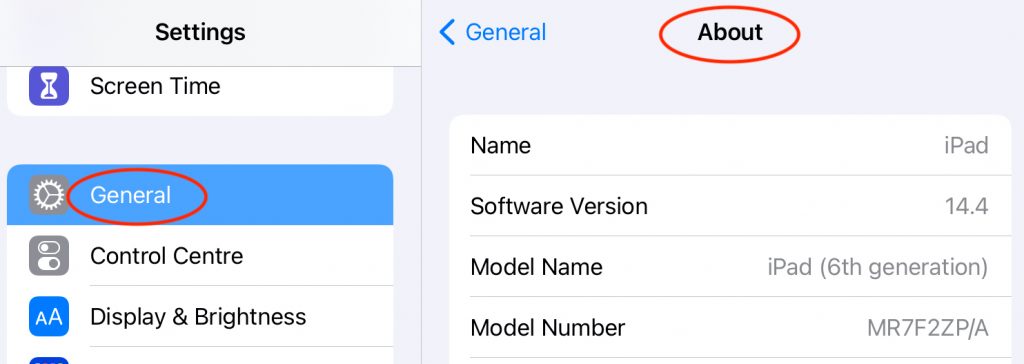 Settings
Screen Time
General
Control Centre
AA Display & Brightness
General
About
Name iPad
Software Version 14.4
Model Name iPad (6th generation)
Model Number MR7F2ZP/A